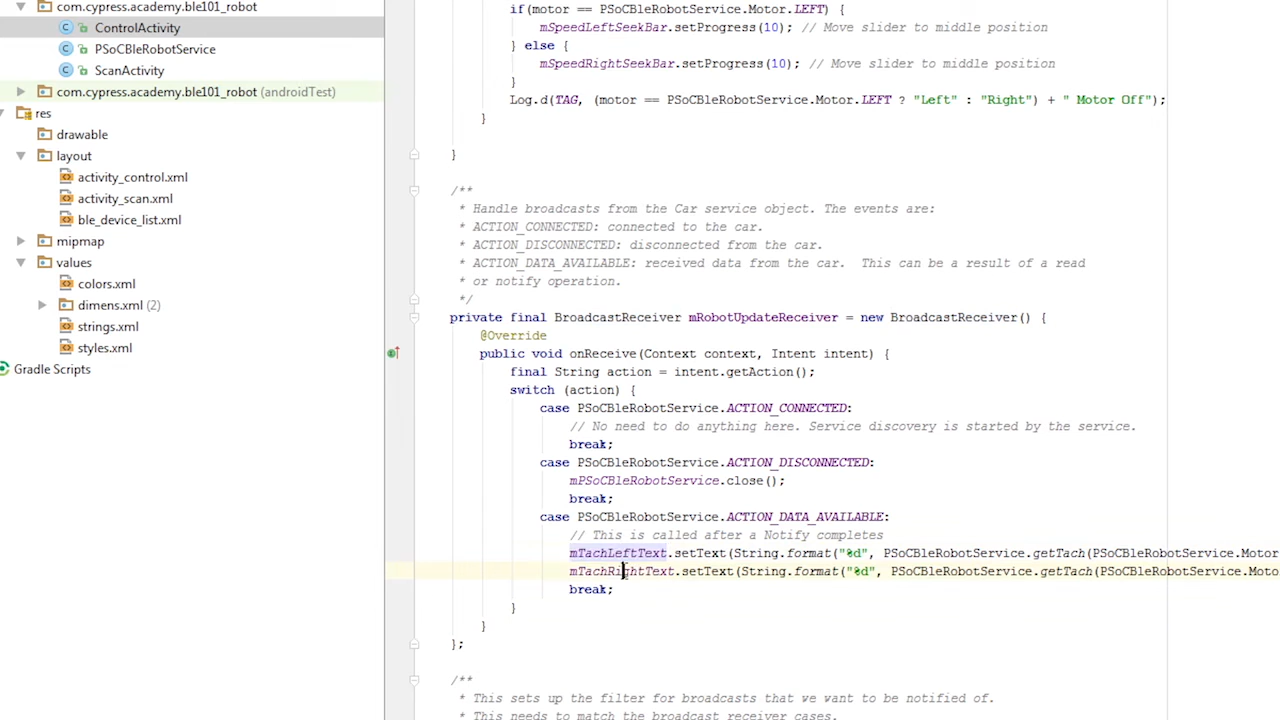 com.cypress.academy.ble101_robot
ControlActivity
PSoCBleRobotService
ScanActivity
com.cypress.academy.ble101_robot (androidTest)
res
drawable
layout
activity_control.xml
activity_scan.xml
ble_device_list.xml
mipmap
values
colors.xml
dimens.xml (2)
strings.xml
styles.xml
Gradle Scripts
if(motor == PSoCBleRobotService.Motor.LEFT) {
mSpeedLeftSeekBar.setProgress(10); // Move slider to middle position
} else {
mSpeedRightSeekBar.setProgress(10); // Move slider to middle position
}
Log.d(TAG, (motor == PSoCBleRobotService.Motor.LEFT ? "Left" : "Right") + " Motor Off");
}
}
/**
* Handle broadcasts from the Car service object. The events are:
* ACTION_CONNECTED: connected to the car.
* ACTION_DISCONNECTED: disconnected from the car.
* ACTION_DATA_AVAILABLE: received data from the car.  This can be a result of a read
* or notify operation.
*/
private final BroadcastReceiver mRobotUpdateReceiver = new BroadcastReceiver() {
@Override
public void onReceive(Context context, Intent intent) {
final String action = intent.getAction();
switch (action) {
case PSoCBleRobotService.ACTION_CONNECTED:
// No need to do anything here. Service discovery is started by the service.
break;
case PSoCBleRobotService.ACTION_DISCONNECTED:
mPSoCBleRobotService.close();
break;
case PSoCBleRobotService.ACTION_DATA_AVAILABLE:
// This is called after a Notify completes
mTachLeftText.setText(String.format("%d", PSoCBleRobotService.getTach(PSoCBleRobotService.Motor
mTachRightText.setText(String.format("%d", PSoCBleRobotService.getTach(PSoCBleRobotService.Moto
break;
}
}
};
/**
* This sets up the filter for broadcasts that we want to be notified of.
* This needs to match the broadcast receiver cases.